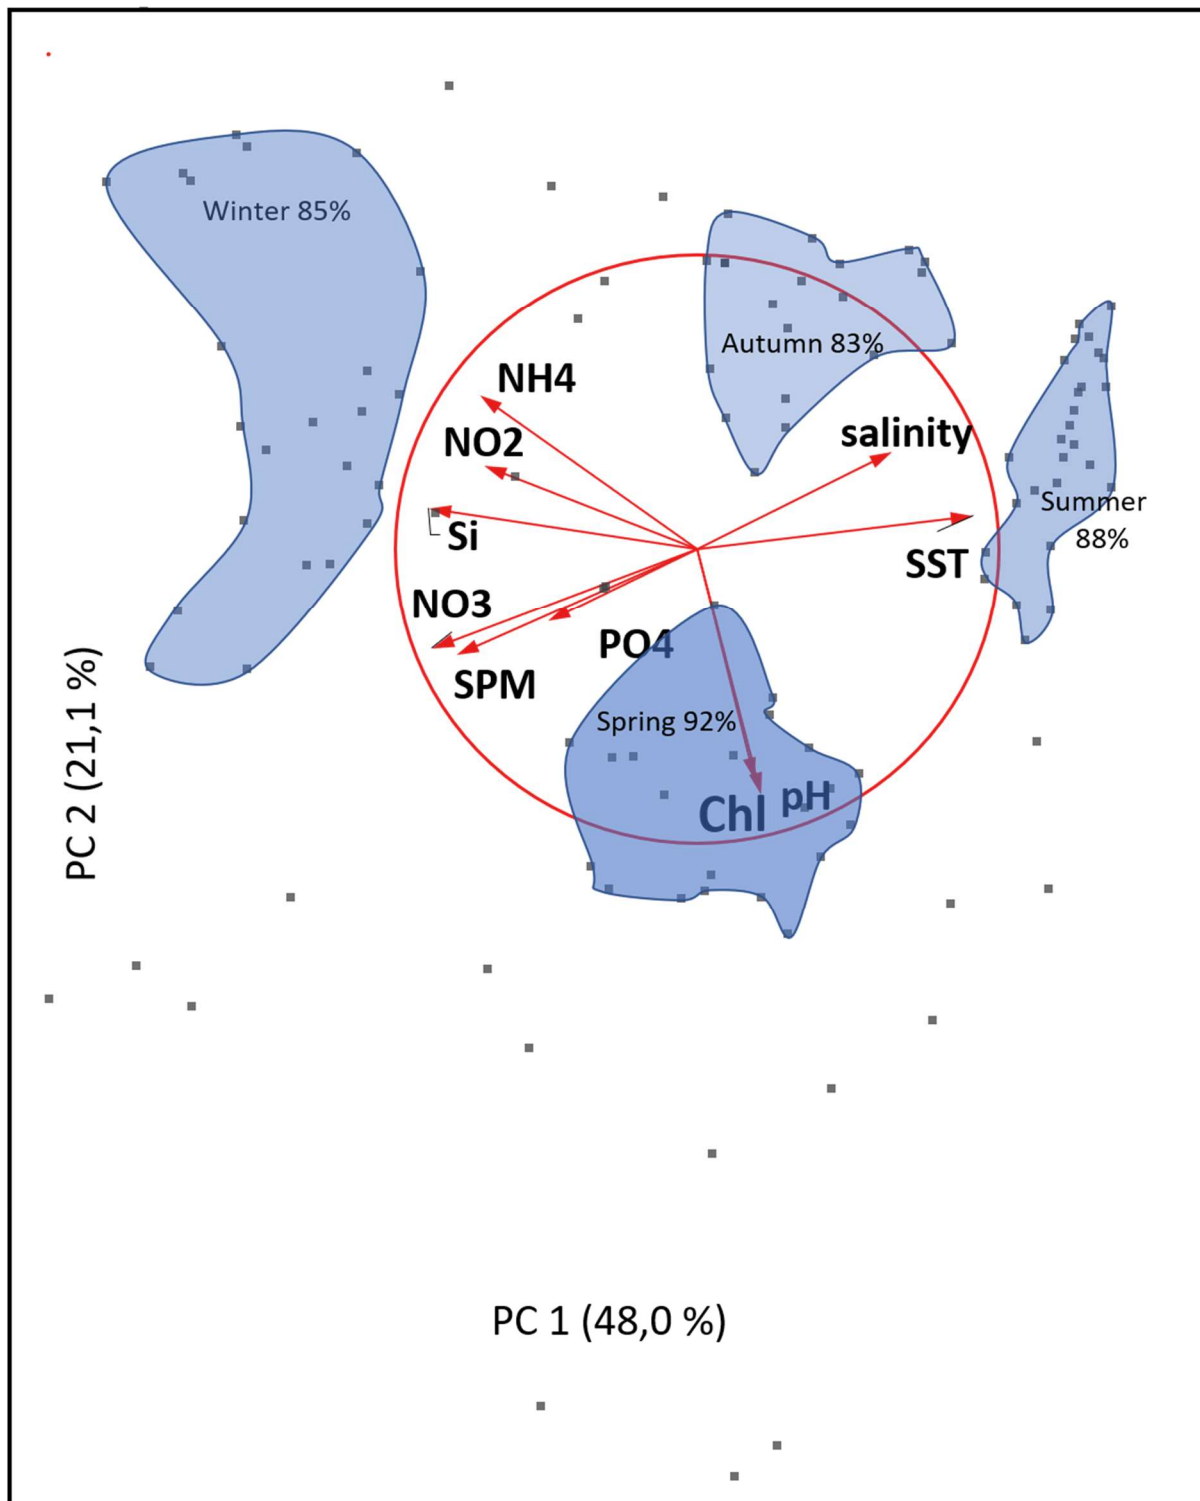 Winter 85%
Autumn 83%
NH4
salinity
NO2
Summer
88%
Si
SST
NO3
PO4
SPM
Spring 92%
Chl pH
PC 2 (21,1 %)
PC 1 (48,0 %)